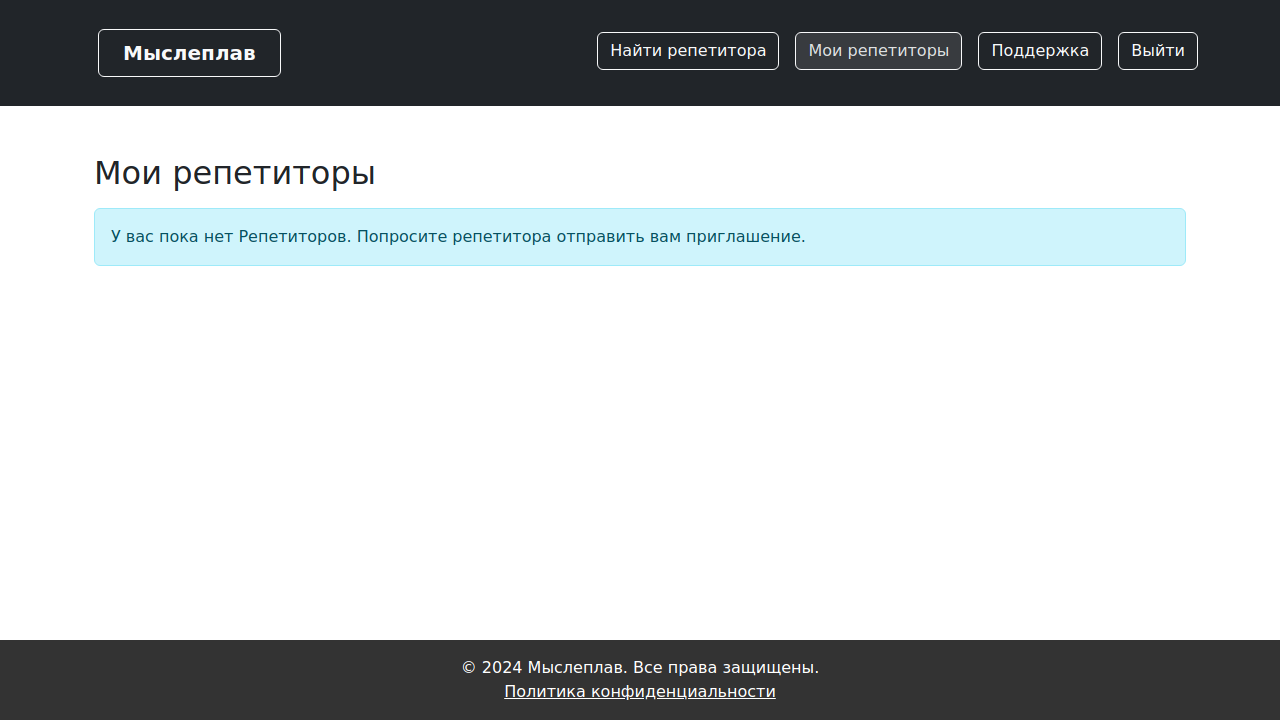 Мыслеплав
Найти репетитора
Мои репетиторы
Поддержка
Выйти
Мои репетиторы
У вас пока нет Репетиторов. Попросите репетитора отправить вам приглашение.
© 2024 Мыслеплав. Все права защищены.
Политика конфиденциальности